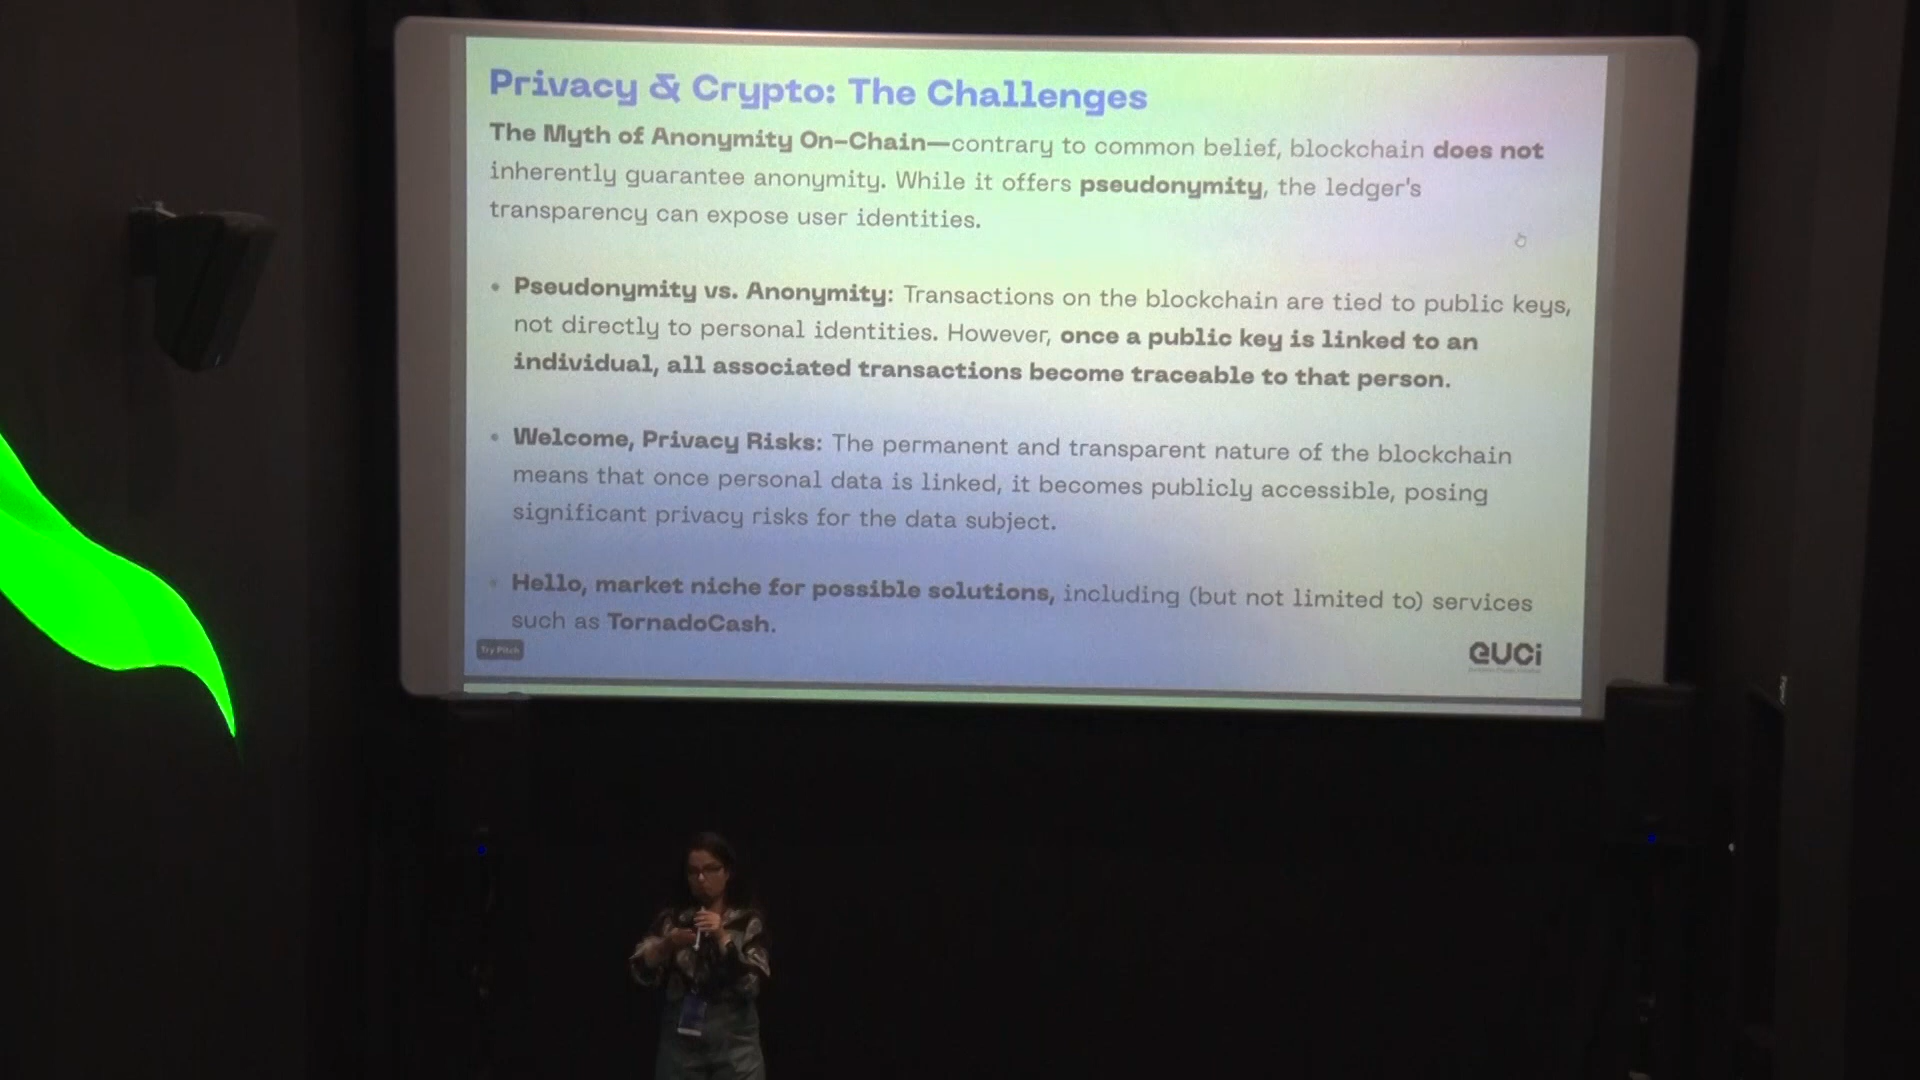 Privacy & Crypto: The Challenges
The Myth of Anonymity On-Chain—contrary to common belief, blockchain does not
inherently guarantee anonymity. While it offers pseudonymity, the ledger's
transparency can expose user identities.
• Pseudonymity vs. Anonymity: Transactions on the blockchain are tied to public keys,
not directly to personal identities. However, once a public key is linked to an
individual, all associated transactions become traceable to that person.
• Welcome, Privacy Risks: The permanent and transparent nature of the blockchain
means that once personal data is linked, it becomes publicly accessible, posing
significant privacy risks for the data subject.
• Hello, market niche for possible solutions, including (but not limited to) services
such as TornadoCash.
Try Pitch
EUCi